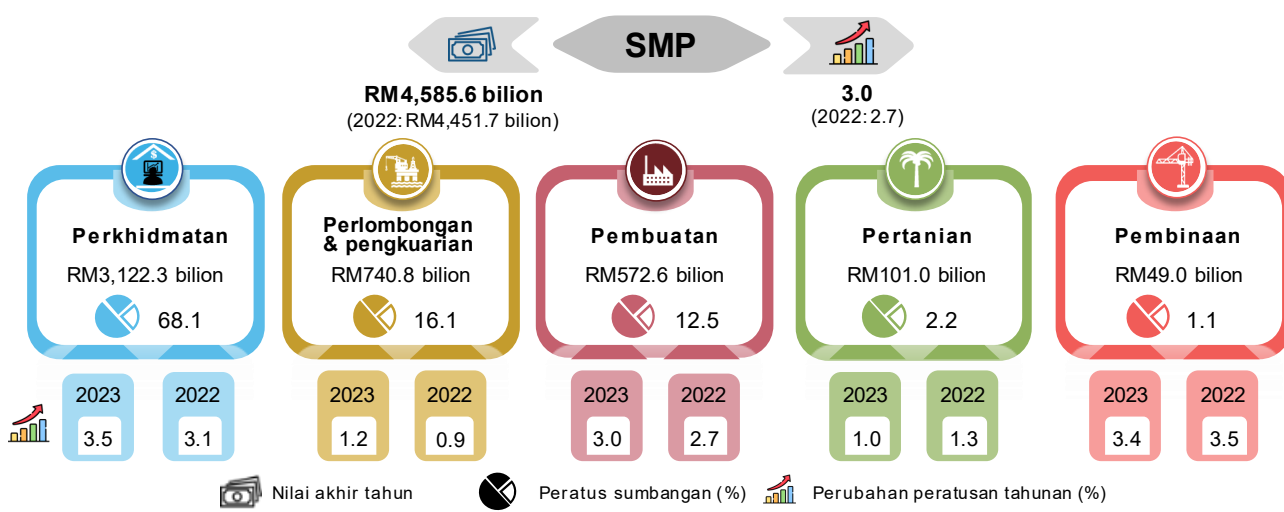 SMP
RM4,585.6 bilion
(2022: RM4,451.7 bilion)
3.0
(2022: 2.7)
Perkhidmatan
RM3,122.3 bilion
68.1
Perlombongan
& pengkuarian
RM740.8 bilion
16.1
Pembuatan
RM572.6 bilion
12.5
Pertanian
RM101.0 bilion
2.2
Pembinaan
RM49.0 bilion
1.1
2023 2022
3.5 3.1
2023 2022
1.2 0.9
2023 2022
3.0 2.7
2023 2022
1.0 1.3
2023 2022
3.4 3.5
Nilai akhir tahun
Peratus sumbangan (%)
Perubahan peratusan tahunan (%)